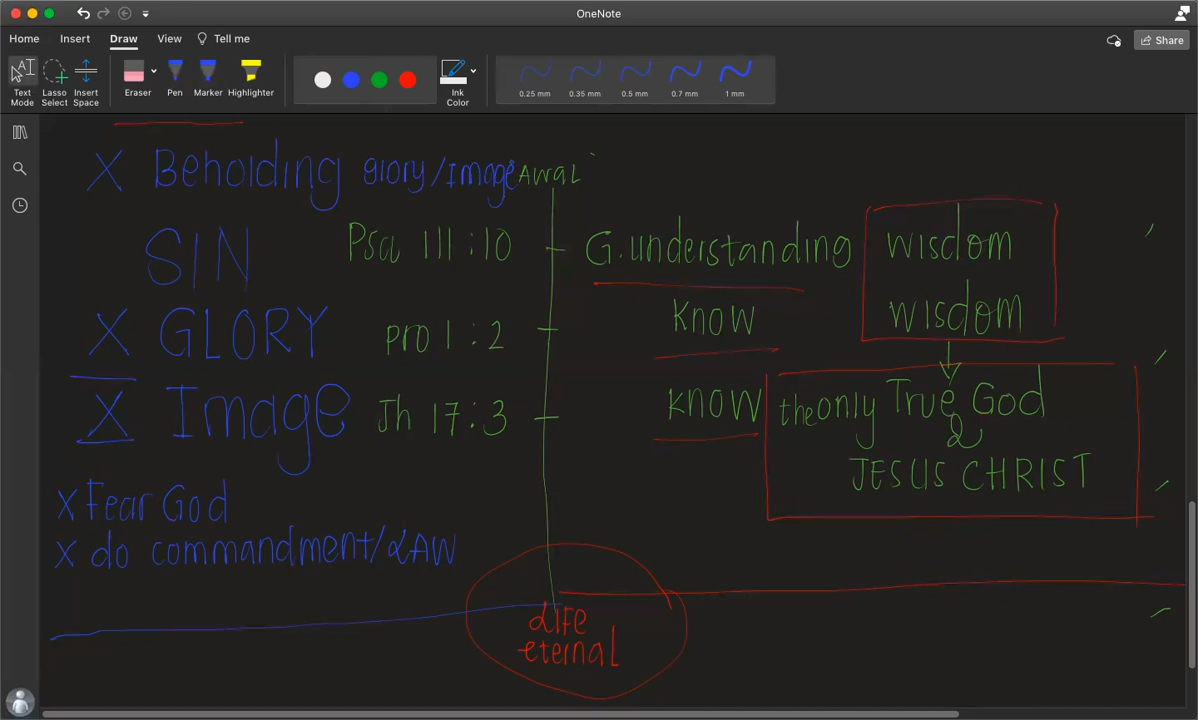 OneNote
Home Insert Draw View Tell me
Share
Text Mode
Lasso Select
Insert Space
Eraser
Pen
Marker
Highlighter
Ink Color
0.25 mm 0.35 mm 0.5 mm 0.7 mm 1 mm
X Beholding glory/Image AwaL
SIN Psa 111:10 G.understanding wisdom
X GLORY pro 1:2 Know wisdom
X Image Jh 17:3 know the only True God
&
JESUS CHRIST
X Fear God
X do commandment/LAW
Life
eternal